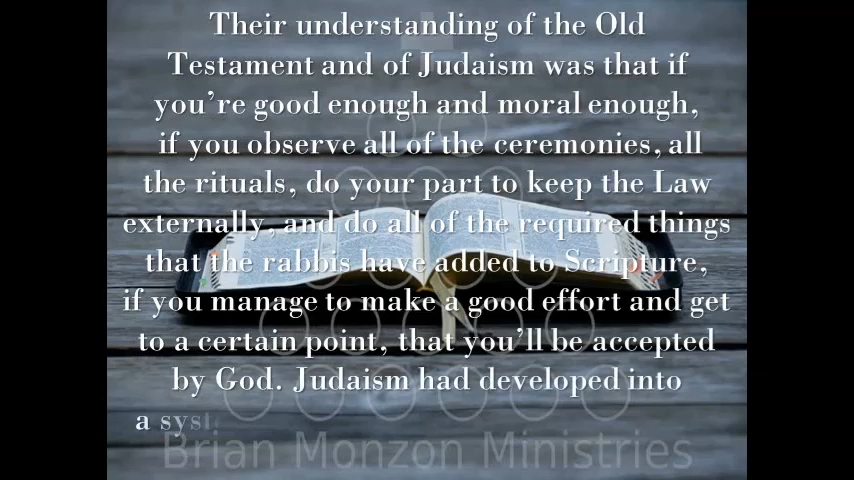 Their understanding of the Old
Testament and of Judaism was that if
you're good enough and moral enough,
if you observe all of the ceremonies, all
the rituals, do your part to keep the Law
externally, and do all of the required things
that the rabbis have added to Scripture,
if you manage to make a good effort and get
to a certain point, that you'll be accepted
by God. Judaism had developed into
a syst
Brian Monzon Ministries